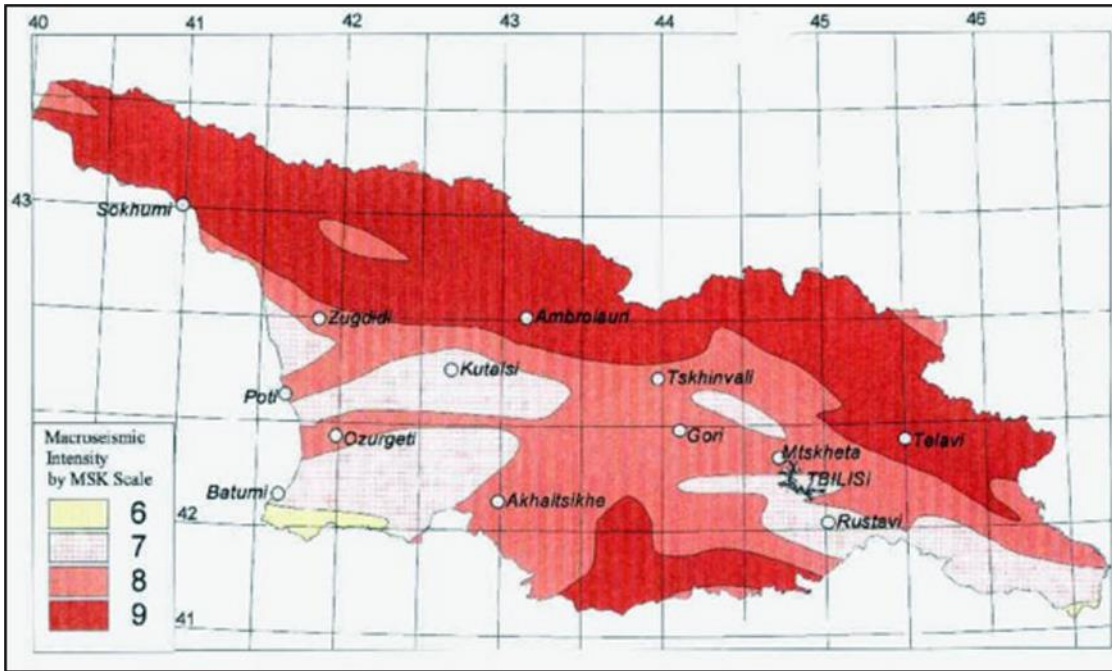 40 41 42 43 44 45 46
43
Sokhumi
Zugdidi Ambrolauri
Kutaisi Tskhinvali
Poti
Ozurgeti Gori Telavi
Mtskheta
TBILISI
Batumi Akhaltsikhe
42 Rustavi
41
Macroseismic
Intensity
by MSK Scale
6
7
8
9